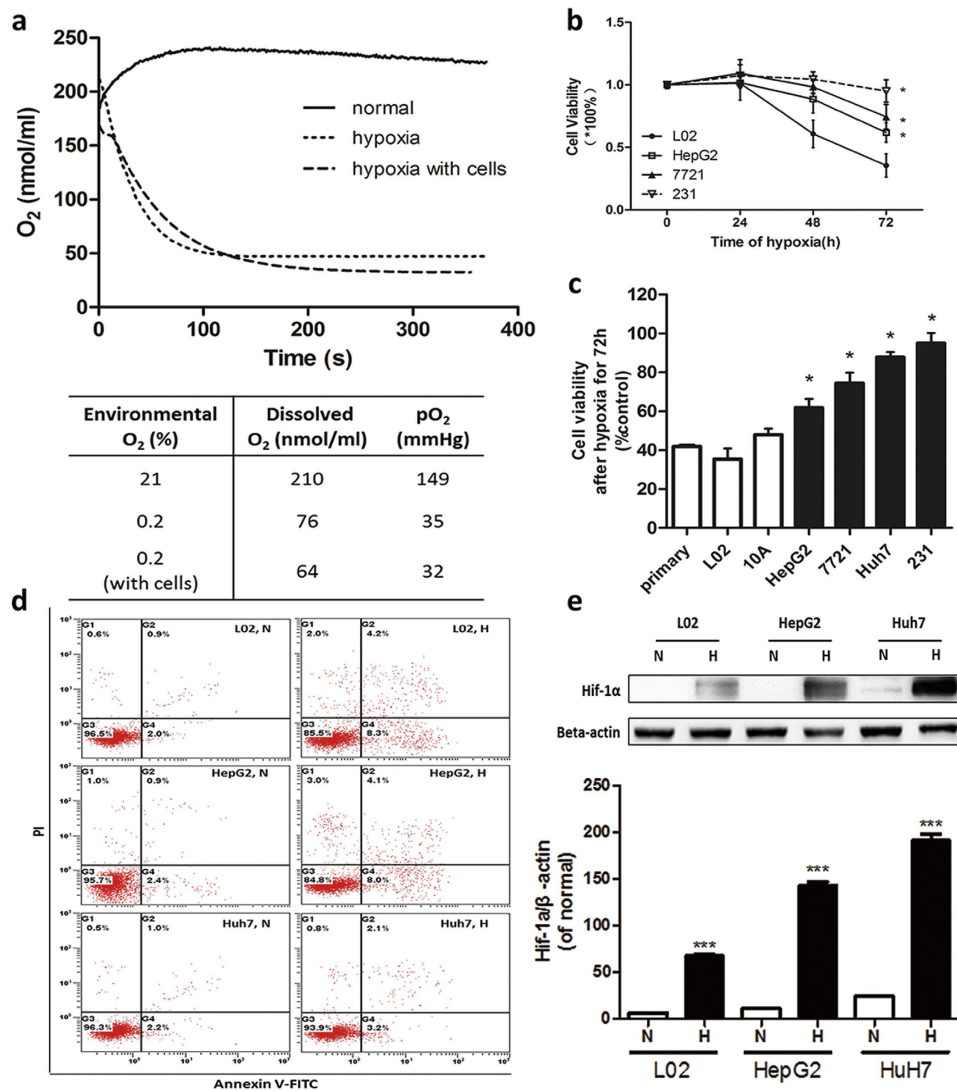 a
250
200
150
100
50
0
O2 (nmol/ml)
normal
hypoxia
hypoxia with cells
0 100 200 300 400
Time (s)
Environmental O2 (%) Dissolved O2 (nmol/ml) pO2 (mmHg)
21 210 149
0.2 76 35
0.2 (with cells) 64 32
b
1.5
1.0
0.5
0.0
Cell Viability
(*100%)
L02
HepG2
7721
231
*
*
*
0 24 48 72
Time of hypoxia(h)
c
120
100
80
60
40
20
0
Cell viability
after hypoxia for 72h
(%control)
* * * *
primary L02 10A HepG2 7721 Huh7 231
d
PI
G1 0.6% G2 0.9% L02, N
G3 96.5% G4 2.0%
G1 2.0% G2 4.2% L02, H
G3 85.5% G4 8.3%
G1 1.0% G2 0.9% HepG2, N
G3 95.7% G4 2.4%
G1 3.0% G2 4.1% HepG2, H
G3 84.8% G4 8.0%
G1 0.5% G2 1.0% Huh7, N
G3 96.3% G4 2.2%
G1 0.8% G2 2.1% Huh7, H
G3 93.9% G4 3.2%
Annexin V-FITC
e
L02 HepG2 Huh7
N H N H N H
Hif-1α
Beta-actin
250
200
150
100
50
0
Hif-1a/β -actin
(of normal)
*** *** ***
N H N H N H
L02 HepG2 HuH7